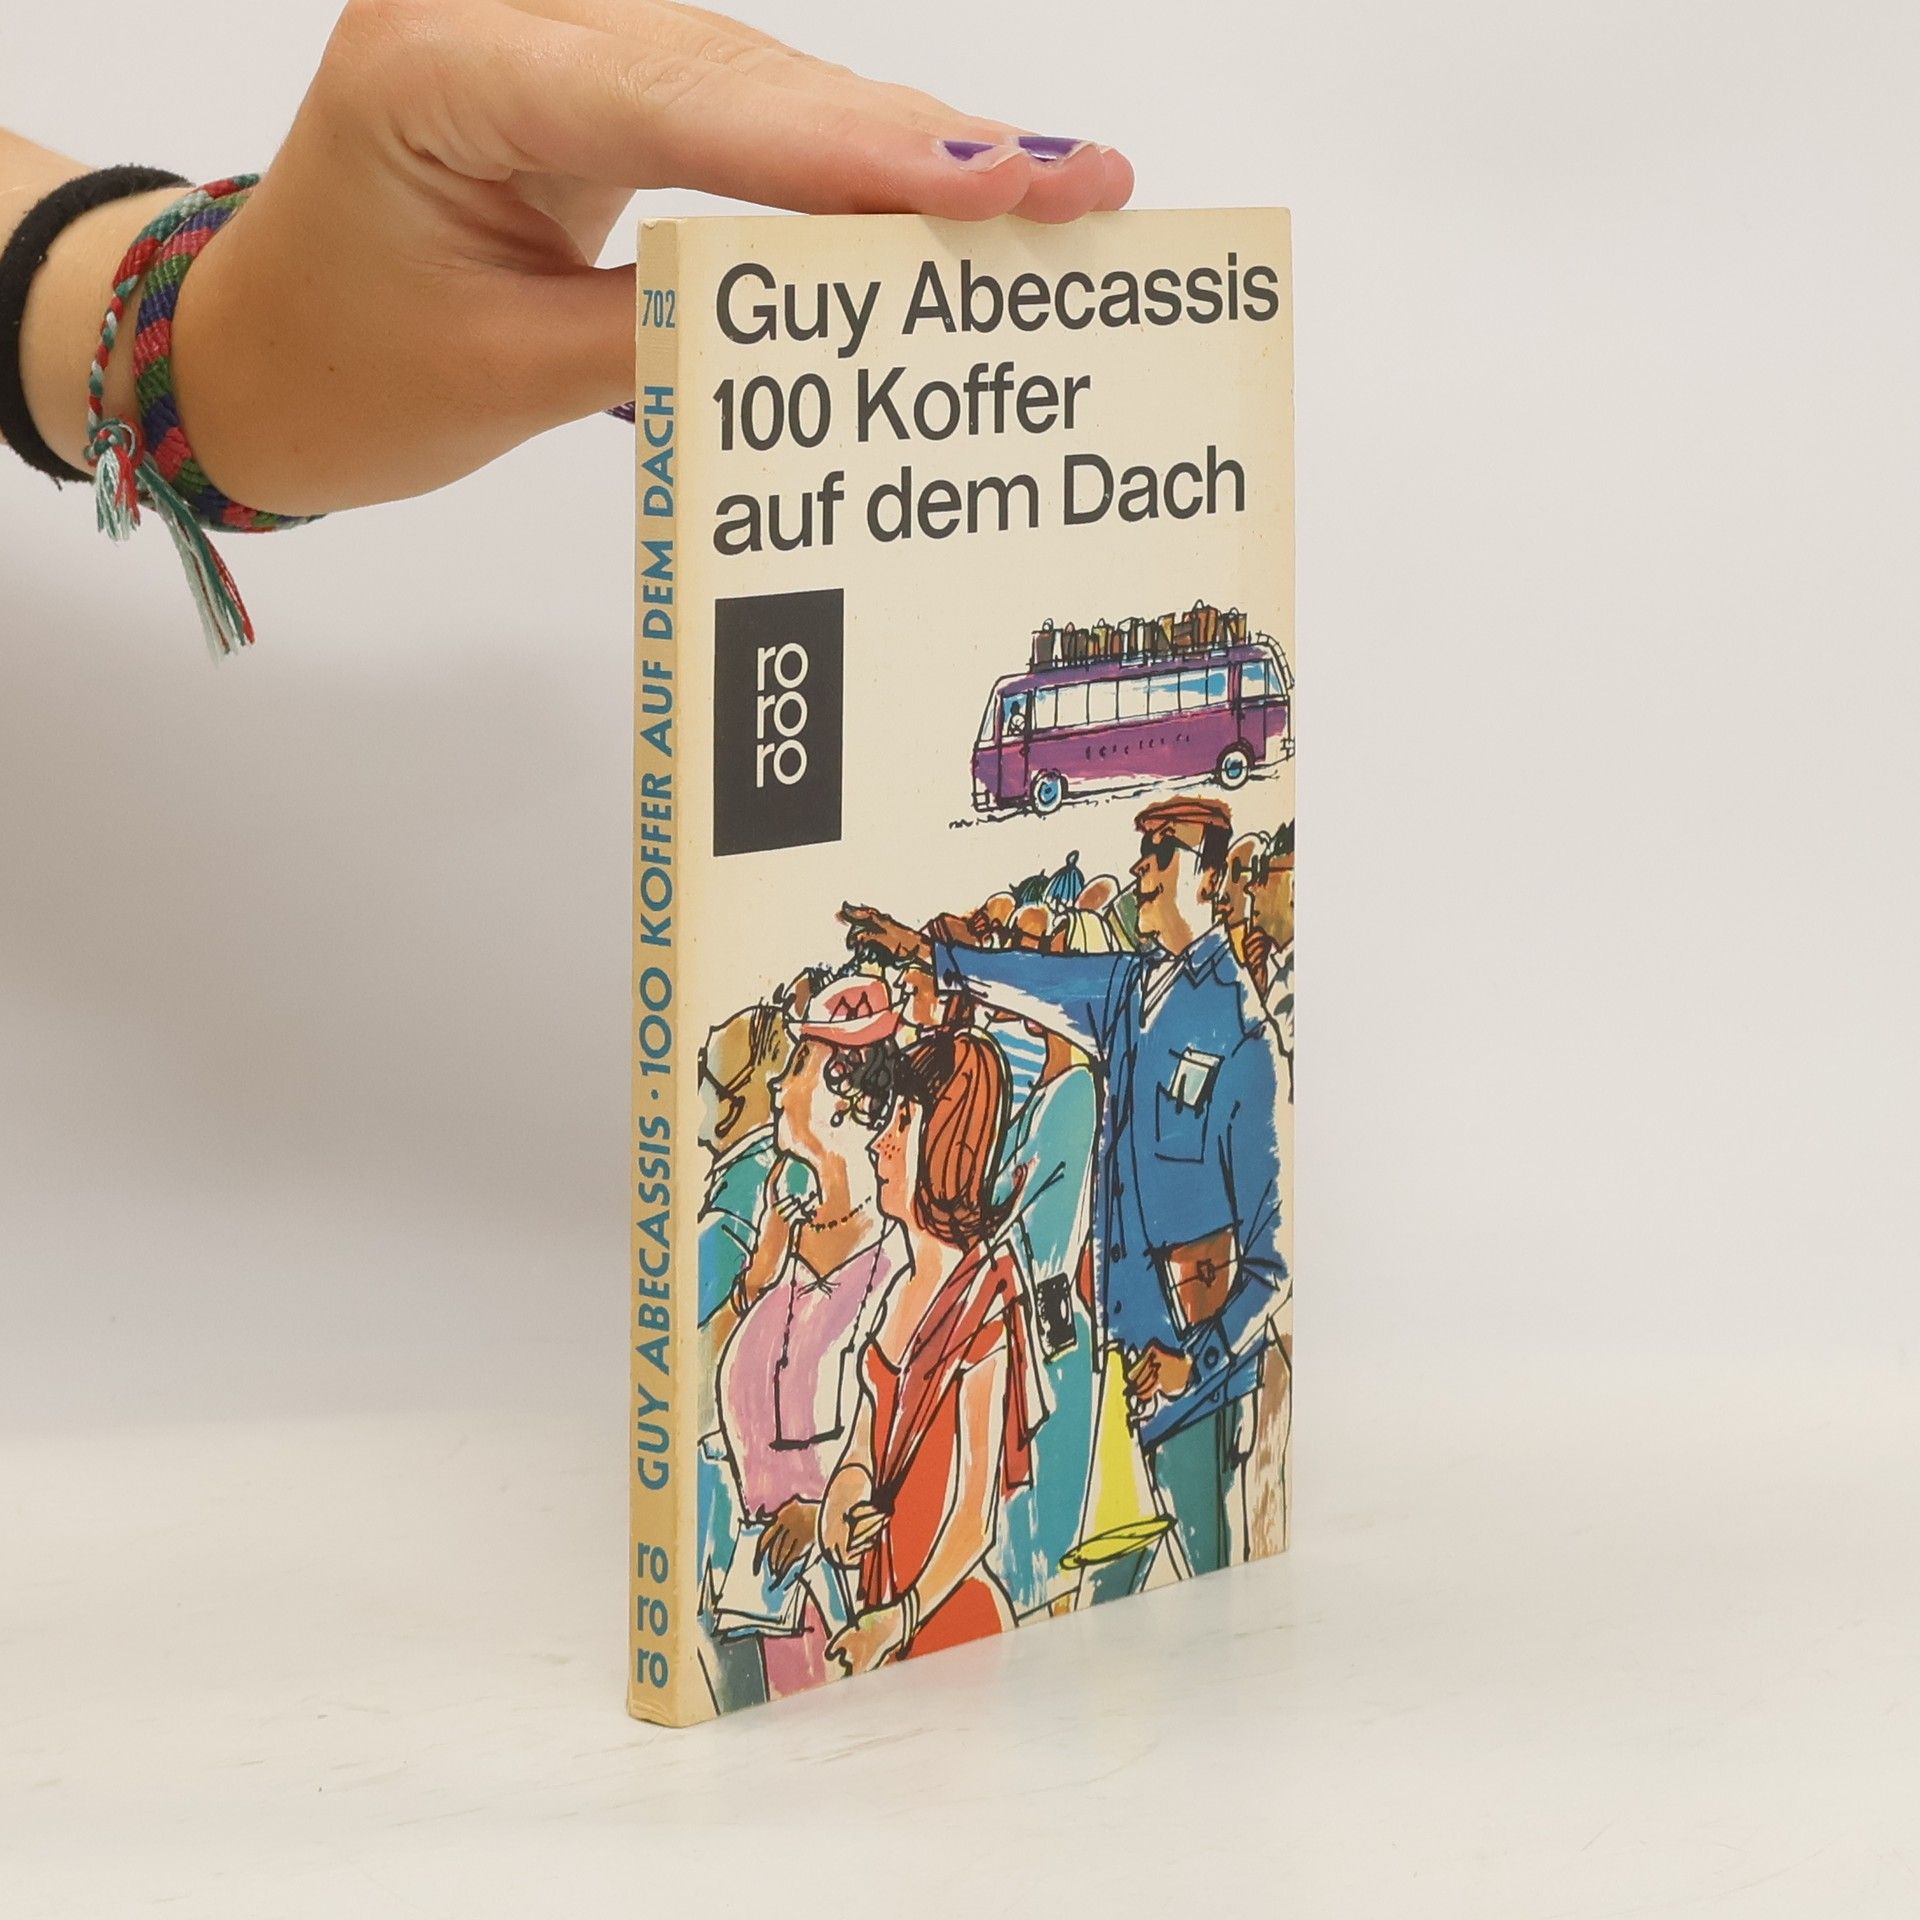 Guy Abecassis
100 Koffer
auf dem Dach
ro
ro
ro
702
GUY ABECASSIS · 100 KOFFER AUF DEM DACH
ro
ro
ro